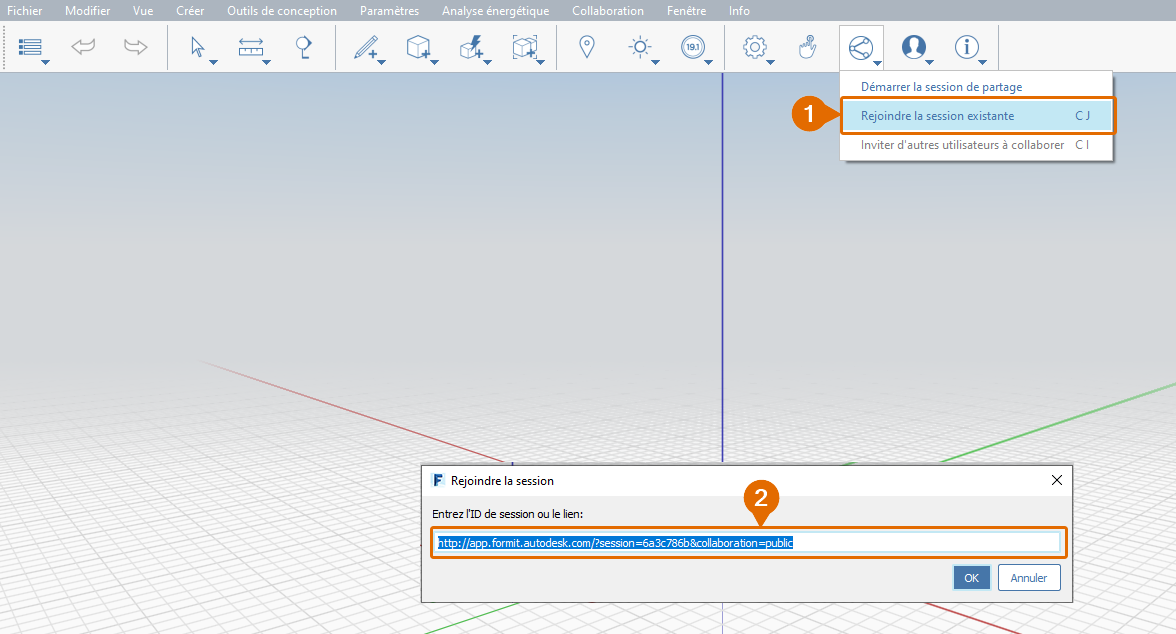 Fichier Modifier Vue Créer Outils de conception Paramètres Analyse énergétique Collaboration Fenêtre Info
19.1
Démarrer la session de partage
1
Rejoindre la session existante C J
Inviter d'autres utilisateurs à collaborer C I
Rejoindre la session
2
Entrez l'ID de session ou le lien:
http://app.formit.autodesk.com/?session=6a3c786b&collaboration=public
OK Annuler